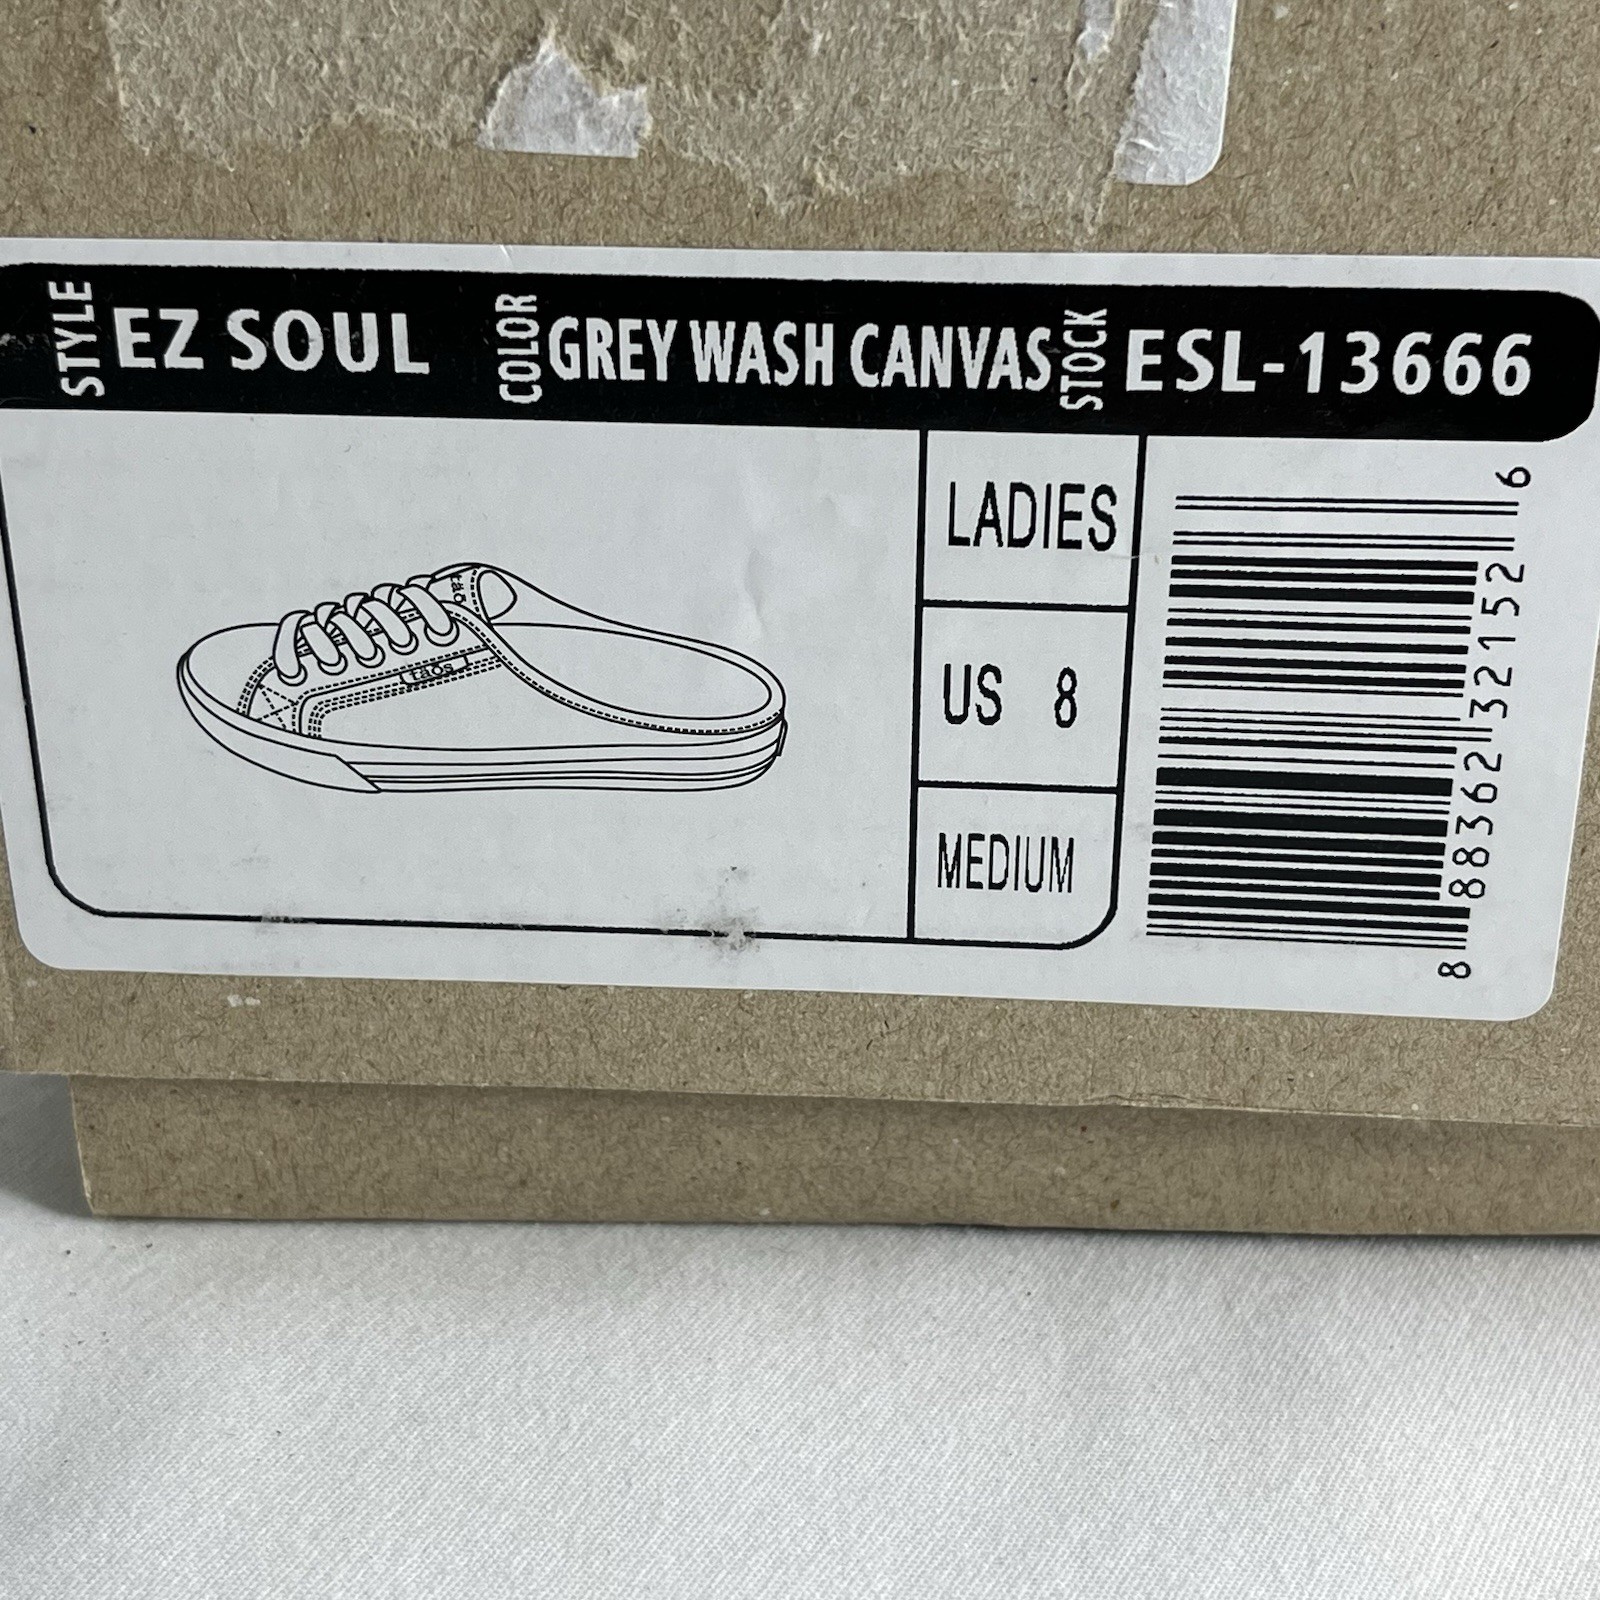 STYLE EZ SOUL COLOR GREY WASH CANVAS STOCK ESL-13666
taos
taos
LADIES
US 8
MEDIUM
8 88362 32152 6